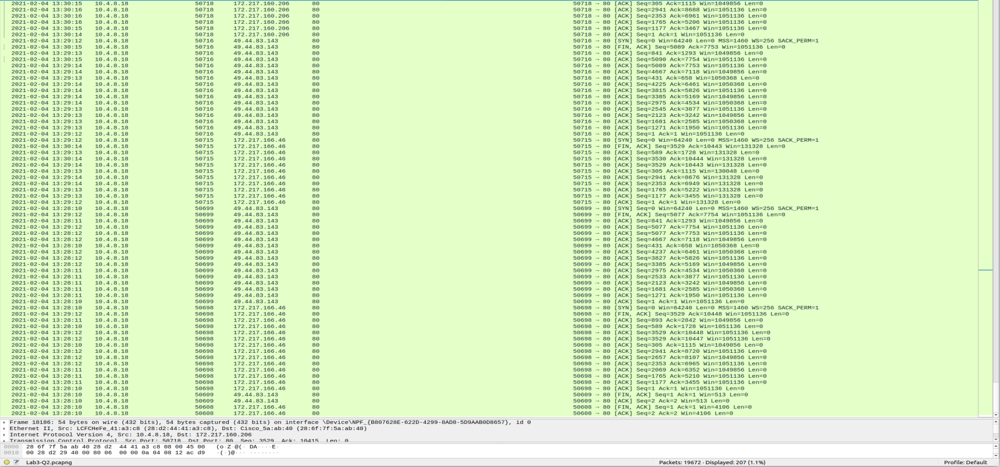 2021-02-04 13:30:15 10.4.8.18 50718 172.217.160.206 80 50718 → 80 [ACK] Seq=305 Ack=1115 Win=1049856 Len=0
2021-02-04 13:30:16 10.4.8.18 50718 172.217.160.206 80 50718 → 80 [ACK] Seq=2941 Ack=8688 Win=1051136 Len=0
2021-02-04 13:30:16 10.4.8.18 50718 172.217.160.206 80 50718 → 80 [ACK] Seq=2353 Ack=6961 Win=1051136 Len=0
2021-02-04 13:30:16 10.4.8.18 50718 172.217.160.206 80 50718 → 80 [ACK] Seq=1765 Ack=5206 Win=1051136 Len=0
2021-02-04 13:30:15 10.4.8.18 50718 172.217.160.206 80 50718 → 80 [ACK] Seq=1177 Ack=3467 Win=1051136 Len=0
2021-02-04 13:30:14 10.4.8.18 50718 172.217.160.206 80 50718 → 80 [ACK] Seq=1 Ack=1 Win=1051136 Len=0
2021-02-04 13:29:12 10.4.8.18 50716 49.44.83.143 80 50716 → 80 [SYN] Seq=0 Win=64240 Len=0 MSS=1460 WS=256 SACK_PERM=1
2021-02-04 13:30:15 10.4.8.18 50716 49.44.83.143 80 50716 → 80 [FIN, ACK] Seq=5089 Ack=7753 Win=1051136 Len=0
2021-02-04 13:29:13 10.4.8.18 50716 49.44.83.143 80 50716 → 80 [ACK] Seq=841 Ack=1293 Win=1049856 Len=0
2021-02-04 13:30:15 10.4.8.18 50716 49.44.83.143 80 50716 → 80 [ACK] Seq=5090 Ack=7754 Win=1051136 Len=0
2021-02-04 13:29:14 10.4.8.18 50716 49.44.83.143 80 50716 → 80 [ACK] Seq=5089 Ack=7753 Win=1051136 Len=0
2021-02-04 13:29:14 10.4.8.18 50716 49.44.83.143 80 50716 → 80 [ACK] Seq=4667 Ack=7118 Win=1049856 Len=0
2021-02-04 13:29:13 10.4.8.18 50716 49.44.83.143 80 50716 → 80 [ACK] Seq=431 Ack=658 Win=1050368 Len=0
2021-02-04 13:29:14 10.4.8.18 50716 49.44.83.143 80 50716 → 80 [ACK] Seq=4225 Ack=6461 Win=1050368 Len=0
2021-02-04 13:29:14 10.4.8.18 50716 49.44.83.143 80 50716 → 80 [ACK] Seq=3815 Ack=5826 Win=1051136 Len=0
2021-02-04 13:29:14 10.4.8.18 50716 49.44.83.143 80 50716 → 80 [ACK] Seq=3385 Ack=5169 Win=1049856 Len=0
2021-02-04 13:29:14 10.4.8.18 50716 49.44.83.143 80 50716 → 80 [ACK] Seq=2975 Ack=4534 Win=1050368 Len=0
2021-02-04 13:29:13 10.4.8.18 50716 49.44.83.143 80 50716 → 80 [ACK] Seq=2545 Ack=3877 Win=1051136 Len=0
2021-02-04 13:29:13 10.4.8.18 50716 49.44.83.143 80 50716 → 80 [ACK] Seq=2123 Ack=3242 Win=1049856 Len=0
2021-02-04 13:29:13 10.4.8.18 50716 49.44.83.143 80 50716 → 80 [ACK] Seq=1681 Ack=2585 Win=1050368 Len=0
2021-02-04 13:29:13 10.4.8.18 50716 49.44.83.143 80 50716 → 80 [ACK] Seq=1271 Ack=1950 Win=1051136 Len=0
2021-02-04 13:29:12 10.4.8.18 50716 49.44.83.143 80 50716 → 80 [ACK] Seq=1 Ack=1 Win=1051136 Len=0
2021-02-04 13:29:12 10.4.8.18 50715 172.217.166.46 80 50715 → 80 [SYN] Seq=0 Win=64240 Len=0 MSS=1460 WS=256 SACK_PERM=1
2021-02-04 13:30:14 10.4.8.18 50715 172.217.166.46 80 50715 → 80 [FIN, ACK] Seq=3529 Ack=10443 Win=131328 Len=0
2021-02-04 13:29:13 10.4.8.18 50715 172.217.166.46 80 50715 → 80 [ACK] Seq=589 Ack=1728 Win=131328 Len=0
2021-02-04 13:30:14 10.4.8.18 50715 172.217.166.46 80 50715 → 80 [ACK] Seq=3530 Ack=10444 Win=131328 Len=0
2021-02-04 13:29:14 10.4.8.18 50715 172.217.166.46 80 50715 → 80 [ACK] Seq=3529 Ack=10443 Win=131328 Len=0
2021-02-04 13:29:13 10.4.8.18 50715 172.217.166.46 80 50715 → 80 [ACK] Seq=305 Ack=1115 Win=130048 Len=0
2021-02-04 13:29:14 10.4.8.18 50715 172.217.166.46 80 50715 → 80 [ACK] Seq=2941 Ack=8676 Win=131328 Len=0
2021-02-04 13:29:14 10.4.8.18 50715 172.217.166.46 80 50715 → 80 [ACK] Seq=2353 Ack=6949 Win=131328 Len=0
2021-02-04 13:29:13 10.4.8.18 50715 172.217.166.46 80 50715 → 80 [ACK] Seq=1765 Ack=5222 Win=131328 Len=0
2021-02-04 13:29:13 10.4.8.18 50715 172.217.166.46 80 50715 → 80 [ACK] Seq=1177 Ack=3455 Win=131328 Len=0
2021-02-04 13:29:12 10.4.8.18 50715 172.217.166.46 80 50715 → 80 [ACK] Seq=1 Ack=1 Win=131328 Len=0
2021-02-04 13:28:10 10.4.8.18 50699 49.44.83.143 80 50699 → 80 [SYN] Seq=0 Win=64240 Len=0 MSS=1460 WS=256 SACK_PERM=1
2021-02-04 13:29:12 10.4.8.18 50699 49.44.83.143 80 50699 → 80 [FIN, ACK] Seq=5077 Ack=7754 Win=1051136 Len=0
2021-02-04 13:28:11 10.4.8.18 50699 49.44.83.143 80 50699 → 80 [ACK] Seq=841 Ack=1293 Win=1049856 Len=0
2021-02-04 13:29:12 10.4.8.18 50699 49.44.83.143 80 50699 → 80 [ACK] Seq=5077 Ack=7754 Win=1051136 Len=0
2021-02-04 13:28:12 10.4.8.18 50699 49.44.83.143 80 50699 → 80 [ACK] Seq=5077 Ack=7753 Win=1051136 Len=0
2021-02-04 13:28:12 10.4.8.18 50699 49.44.83.143 80 50699 → 80 [ACK] Seq=4667 Ack=7118 Win=1049856 Len=0
2021-02-04 13:28:10 10.4.8.18 50699 49.44.83.143 80 50699 → 80 [ACK] Seq=431 Ack=658 Win=1050368 Len=0
2021-02-04 13:28:12 10.4.8.18 50699 49.44.83.143 80 50699 → 80 [ACK] Seq=4237 Ack=6461 Win=1050368 Len=0
2021-02-04 13:28:12 10.4.8.18 50699 49.44.83.143 80 50699 → 80 [ACK] Seq=3827 Ack=5826 Win=1051136 Len=0
2021-02-04 13:28:12 10.4.8.18 50699 49.44.83.143 80 50699 → 80 [ACK] Seq=3385 Ack=5169 Win=1049856 Len=0
2021-02-04 13:28:11 10.4.8.18 50699 49.44.83.143 80 50699 → 80 [ACK] Seq=2975 Ack=4534 Win=1050368 Len=0
2021-02-04 13:28:11 10.4.8.18 50699 49.44.83.143 80 50699 → 80 [ACK] Seq=2533 Ack=3877 Win=1051136 Len=0
2021-02-04 13:28:11 10.4.8.18 50699 49.44.83.143 80 50699 → 80 [ACK] Seq=2123 Ack=3242 Win=1049856 Len=0
2021-02-04 13:28:11 10.4.8.18 50699 49.44.83.143 80 50699 → 80 [ACK] Seq=1681 Ack=2585 Win=1050368 Len=0
2021-02-04 13:28:11 10.4.8.18 50699 49.44.83.143 80 50699 → 80 [ACK] Seq=1271 Ack=1950 Win=1051136 Len=0
2021-02-04 13:28:10 10.4.8.18 50699 49.44.83.143 80 50699 → 80 [ACK] Seq=1 Ack=1 Win=1051136 Len=0
2021-02-04 13:28:10 10.4.8.18 50698 172.217.166.46 80 50698 → 80 [SYN] Seq=0 Win=64240 Len=0 MSS=1460 WS=256 SACK_PERM=1
2021-02-04 13:29:12 10.4.8.18 50698 172.217.166.46 80 50698 → 80 [FIN, ACK] Seq=3529 Ack=10448 Win=1051136 Len=0
2021-02-04 13:28:11 10.4.8.18 50698 172.217.166.46 80 50698 → 80 [ACK] Seq=893 Ack=2842 Win=1049856 Len=0
2021-02-04 13:28:10 10.4.8.18 50698 172.217.166.46 80 50698 → 80 [ACK] Seq=589 Ack=1728 Win=1051136 Len=0
2021-02-04 13:29:12 10.4.8.18 50698 172.217.166.46 80 50698 → 80 [ACK] Seq=3529 Ack=10448 Win=1051136 Len=0
2021-02-04 13:28:12 10.4.8.18 50698 172.217.166.46 80 50698 → 80 [ACK] Seq=3529 Ack=10447 Win=1051136 Len=0
2021-02-04 13:28:10 10.4.8.18 50698 172.217.166.46 80 50698 → 80 [ACK] Seq=305 Ack=1115 Win=1049856 Len=0
2021-02-04 13:28:12 10.4.8.18 50698 172.217.166.46 80 50698 → 80 [ACK] Seq=2941 Ack=8720 Win=1051136 Len=0
2021-02-04 13:28:12 10.4.8.18 50698 172.217.166.46 80 50698 → 80 [ACK] Seq=2657 Ack=8107 Win=1049856 Len=0
2021-02-04 13:28:12 10.4.8.18 50698 172.217.166.46 80 50698 → 80 [ACK] Seq=2353 Ack=6965 Win=1051136 Len=0
2021-02-04 13:28:11 10.4.8.18 50698 172.217.166.46 80 50698 → 80 [ACK] Seq=2069 Ack=6352 Win=1049856 Len=0
2021-02-04 13:28:11 10.4.8.18 50698 172.217.166.46 80 50698 → 80 [ACK] Seq=1765 Ack=5210 Win=1051136 Len=0
2021-02-04 13:28:11 10.4.8.18 50698 172.217.166.46 80 50698 → 80 [ACK] Seq=1177 Ack=3455 Win=1051136 Len=0
2021-02-04 13:28:10 10.4.8.18 50698 172.217.166.46 80 50698 → 80 [ACK] Seq=1 Ack=1 Win=1051136 Len=0
2021-02-04 13:28:10 10.4.8.18 50609 49.44.83.143 80 50609 → 80 [FIN, ACK] Seq=1 Ack=1 Win=513 Len=0
2021-02-04 13:28:10 10.4.8.18 50609 49.44.83.143 80 50609 → 80 [ACK] Seq=2 Ack=2 Win=513 Len=0
2021-02-04 13:28:10 10.4.8.18 50608 172.217.166.46 80 50608 → 80 [FIN, ACK] Seq=1 Ack=1 Win=4106 Len=0
2021-02-04 13:28:10 10.4.8.18 50608 172.217.166.46 80 50608 → 80 [ACK] Seq=2 Ack=2 Win=4106 Len=0
Frame 18186: 54 bytes on wire (432 bits), 54 bytes captured (432 bits) on interface \Device\NPF_{B807628E-622D-4299-8AD8-5D9AAB0D8657}, id 0
Ethernet II, Src: LCFCHeFe_41:a3:c8 (28:d2:44:41:a3:c8), Dst: Cisco_5a:ab:40 (28:6f:7f:5a:ab:40)
Internet Protocol Version 4, Src: 10.4.8.18, Dst: 172.217.160.206
Transmission Control Protocol, Src Port: 50718, Dst Port: 80, Seq: 3529, Ack: 10415, Len: 0
0000 28 6f 7f 5a ab 40 28 d2 44 41 a3 c8 08 00 45 00 (o·Z·@(· DA····E·
0010 00 28 d2 29 40 00 80 06 00 00 0a 04 08 12 ac d9 ·(·)@··· ········
Lab3-Q2.pcapng Packets: 19672 · Displayed: 207 (1.1%) Profile: Default